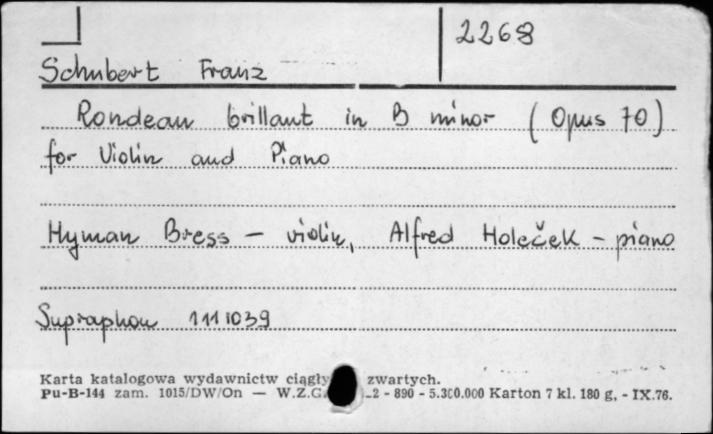 2268
Schubert Franz
Rondeau brillant in B minor (Opus 70)
for Violin and Piano
Hyman Bress - violin, Alfred Holeček - piano
Supraphon 1111039
Karta katalogowa wydawnictw ciągły zwartych.
Pu-B-144 zam. 1015/DW/On — W.Z.G. 2 - 890 - 5.300.000 Karton 7 kl. 180 g. - IX.76.